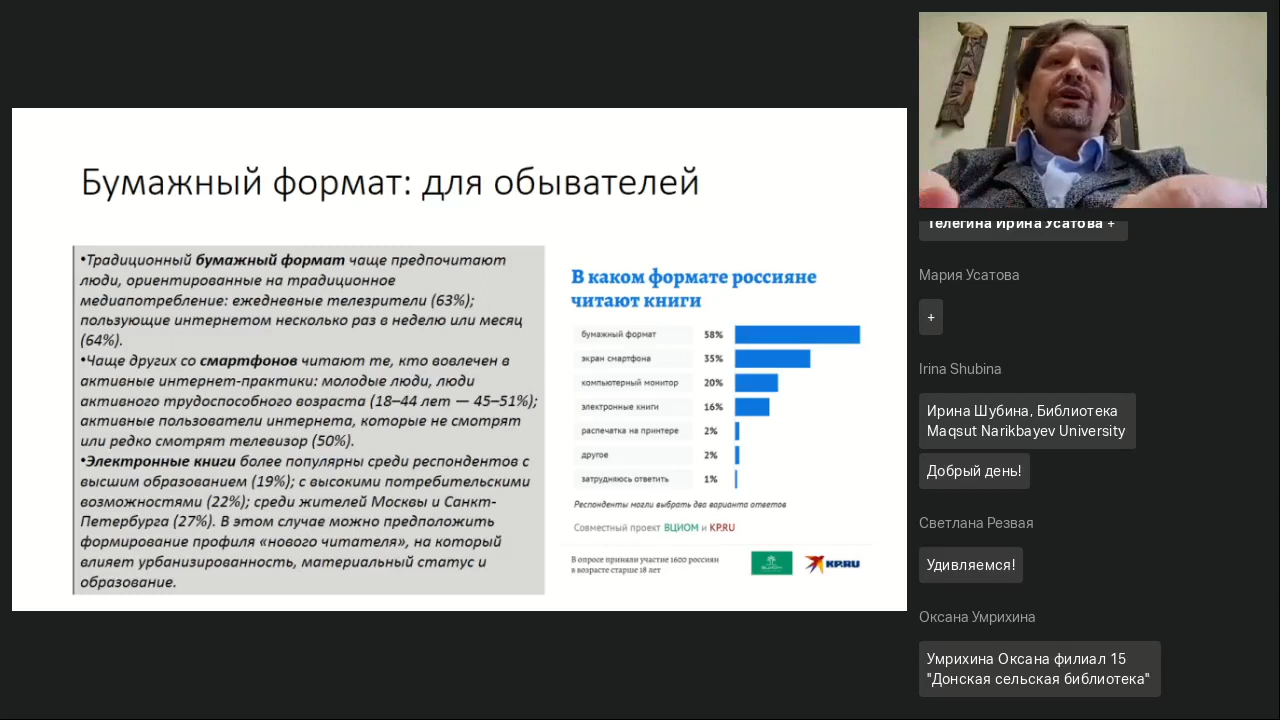 Бумажный формат: для обывателей
•Традиционный бумажный формат чаще предпочитают
люди, ориентированные на традиционное
медиапотребление: ежедневные телезрители (63%);
пользующие интернетом несколько раз в неделю или месяц
(64%).
•Чаще других со смартфонов читают те, кто вовлечен в
активные интернет-практики: молодые люди, люди
активного трудоспособного возраста (18–44 лет — 45–51%);
активные пользователи интернета, которые не смотрят
или редко смотрят телевизор (50%).
•Электронные книги более популярны среди респондентов с
высшим образованием (19%); с высокими потребительскими
возможностями (22%); среди жителей Москвы и Санкт-
Петербурга (27%). В этом случае можно предположить
формирование профиля «нового читателя», на который
влияет урбанизированность, материальный статус и
образование.
В каком формате россияне
читают книги
бумажный формат 58%
экран смартфона 35%
компьютерный монитор 20%
электронные книги 16%
распечатка на принтере 2%
другое 2%
затрудняюсь ответить 1%
Респонденты могли выбрать два варианта ответов
Совместный проект ВЦИОМ и KP.RU
В опросе приняли участие 1600 россиян
в возрасте старше 18 лет
ВЦИОМ
KP.RU
Телегина Ирина Усатова +
Мария Усатова
+
Irina Shubina
Ирина Шубина, Библиотека
Maqsut Narikbayev University
Добрый день!
Светлана Резвая
Удивляемся!
Оксана Умрихина
Умрихина Оксана филиал 15
"Донская сельская библиотека"